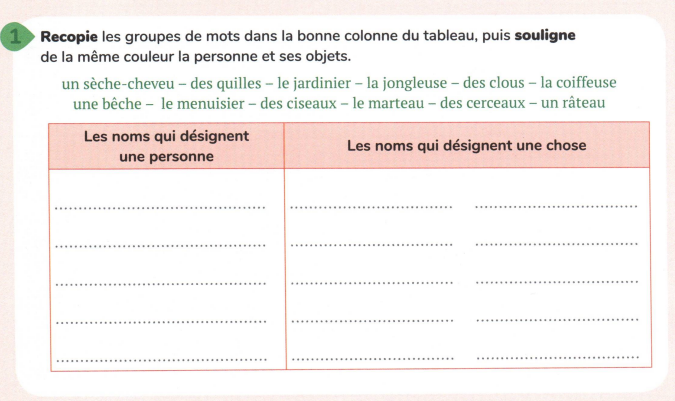 1 Recopie les groupes de mots dans la bonne colonne du tableau, puis souligne
de la même couleur la personne et ses objets.
un sèche-cheveu – des quilles – le jardinier – la jongleuse – des clous – la coiffeuse
une bêche – le menuisier – des ciseaux – le marteau – des cerceaux – un râteau
Les noms qui désignent
une personne
Les noms qui désignent une chose